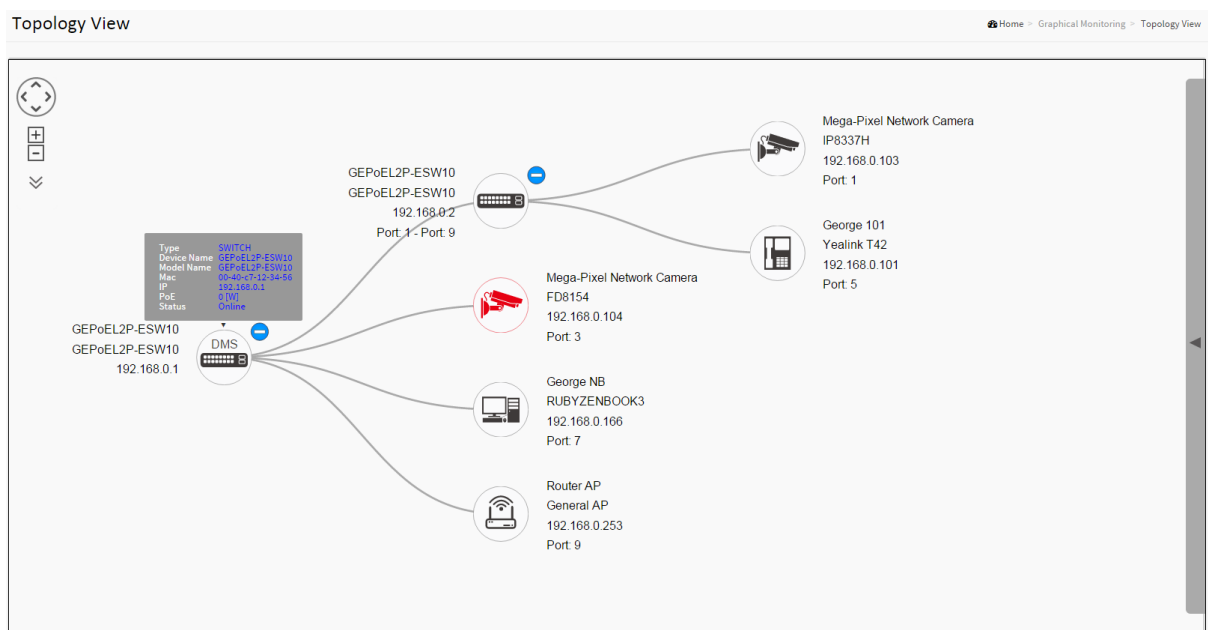 Topology View
Home > Graphical Monitoring > Topology View
Mega-Pixel Network Camera
IP8337H
192.168.0.103
Port: 1
GEPoEL2P-ESW10
GEPoEL2P-ESW10
192.168.0.2
Port: 1 - Port: 9
George 101
Yealink T42
192.168.0.101
Port: 5
Type SWITCH
Device Name GEPoEL2P-ESW10
Model Name GEPoEL2P-ESW10
Mac 00-40-c7-12-34-56
IP 192.168.0.1
PoE 0 [W]
Status Online
Mega-Pixel Network Camera
FD8154
192.168.0.104
Port: 3
GEPoEL2P-ESW10
GEPoEL2P-ESW10
192.168.0.1
DMS
George NB
RUBYZENBOOK3
192.168.0.166
Port: 7
Router AP
General AP
192.168.0.253
Port: 9